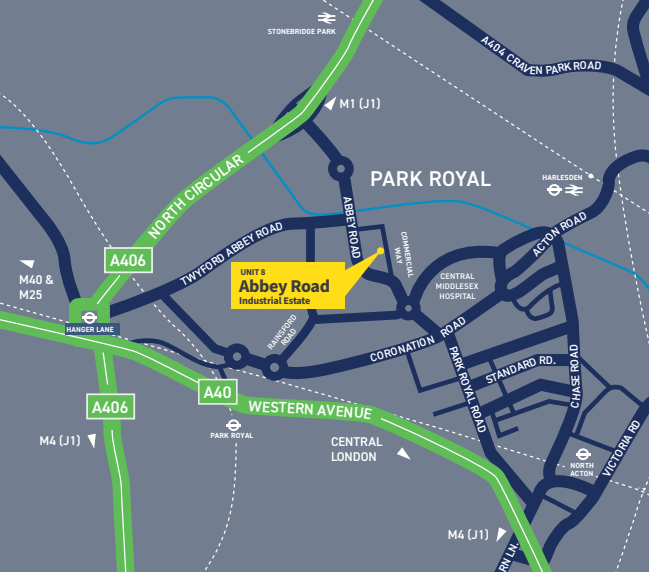 STONEBRIDGE PARK
A404 CRAVEN PARK ROAD
M1 (J1)
NORTH CIRCULAR
PARK ROYAL
HARLESDEN
ABBEY ROAD
ACTON ROAD
COMMERCIAL
WAY
TWYFORD ABBEY ROAD
A406
M40 &
M25
UNIT 8
Abbey Road
Industrial Estate
CENTRAL
MIDDLESEX
HOSPITAL
HANGER LANE
RAINSFORD
ROAD
CORONATION ROAD
PARK ROYAL ROAD
STANDARD RD.
CHASE ROAD
A40
A406
WESTERN AVENUE
PARK ROYAL
M4 (J1)
CENTRAL
LONDON
VICTORIA RD
NORTH
ACTON
M4 (J1)
RN LN.